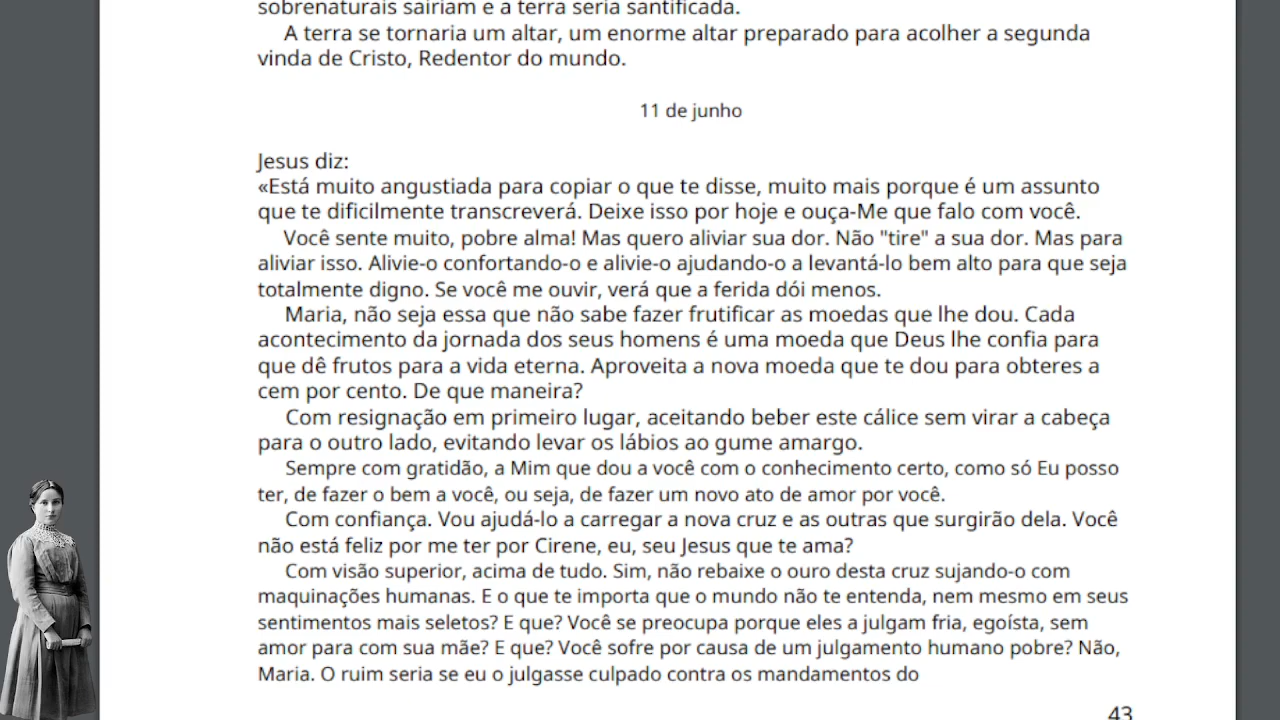 sobrenaturais sairiam e a terra seria santificada.
A terra se tornaria um altar, um enorme altar preparado para acolher a segunda
vinda de Cristo, Redentor do mundo.
11 de junho
Jesus diz:
«Está muito angustiada para copiar o que te disse, muito mais porque é um assunto
que te dificilmente transcreverá. Deixe isso por hoje e ouça-Me que falo com você.
Você sente muito, pobre alma! Mas quero aliviar sua dor. Não "tire" a sua dor. Mas para
aliviar isso. Alivie-o confortando-o e alivie-o ajudando-o a levantá-lo bem alto para que seja
totalmente digno. Se você me ouvir, verá que a ferida dói menos.
Maria, não seja essa que não sabe fazer frutificar as moedas que lhe dou. Cada
acontecimento da jornada dos seus homens é uma moeda que Deus lhe confia para
que dê frutos para a vida eterna. Aproveita a nova moeda que te dou para obteres a
cem por cento. De que maneira?
Com resignação em primeiro lugar, aceitando beber este cálice sem virar a cabeça
para o outro lado, evitando levar os lábios ao gume amargo.
Sempre com gratidão, a Mim que dou a você com o conhecimento certo, como só Eu posso
ter, de fazer o bem a você, ou seja, de fazer um novo ato de amor por você.
Com confiança. Vou ajudá-lo a carregar a nova cruz e as outras que surgirão dela. Você
não está feliz por me ter por Cirene, eu, seu Jesus que te ama?
Com visão superior, acima de tudo. Sim, não rebaixe o ouro desta cruz sujando-o com
maquinações humanas. E o que te importa que o mundo não te entenda, nem mesmo em seus
sentimentos mais seletos? E que? Você se preocupa porque eles a julgam fria, egoísta, sem
amor para com sua mãe? E que? Você sofre por causa de um julgamento humano pobre? Não,
Maria. O ruim seria se eu o julgasse culpado contra os mandamentos do
43